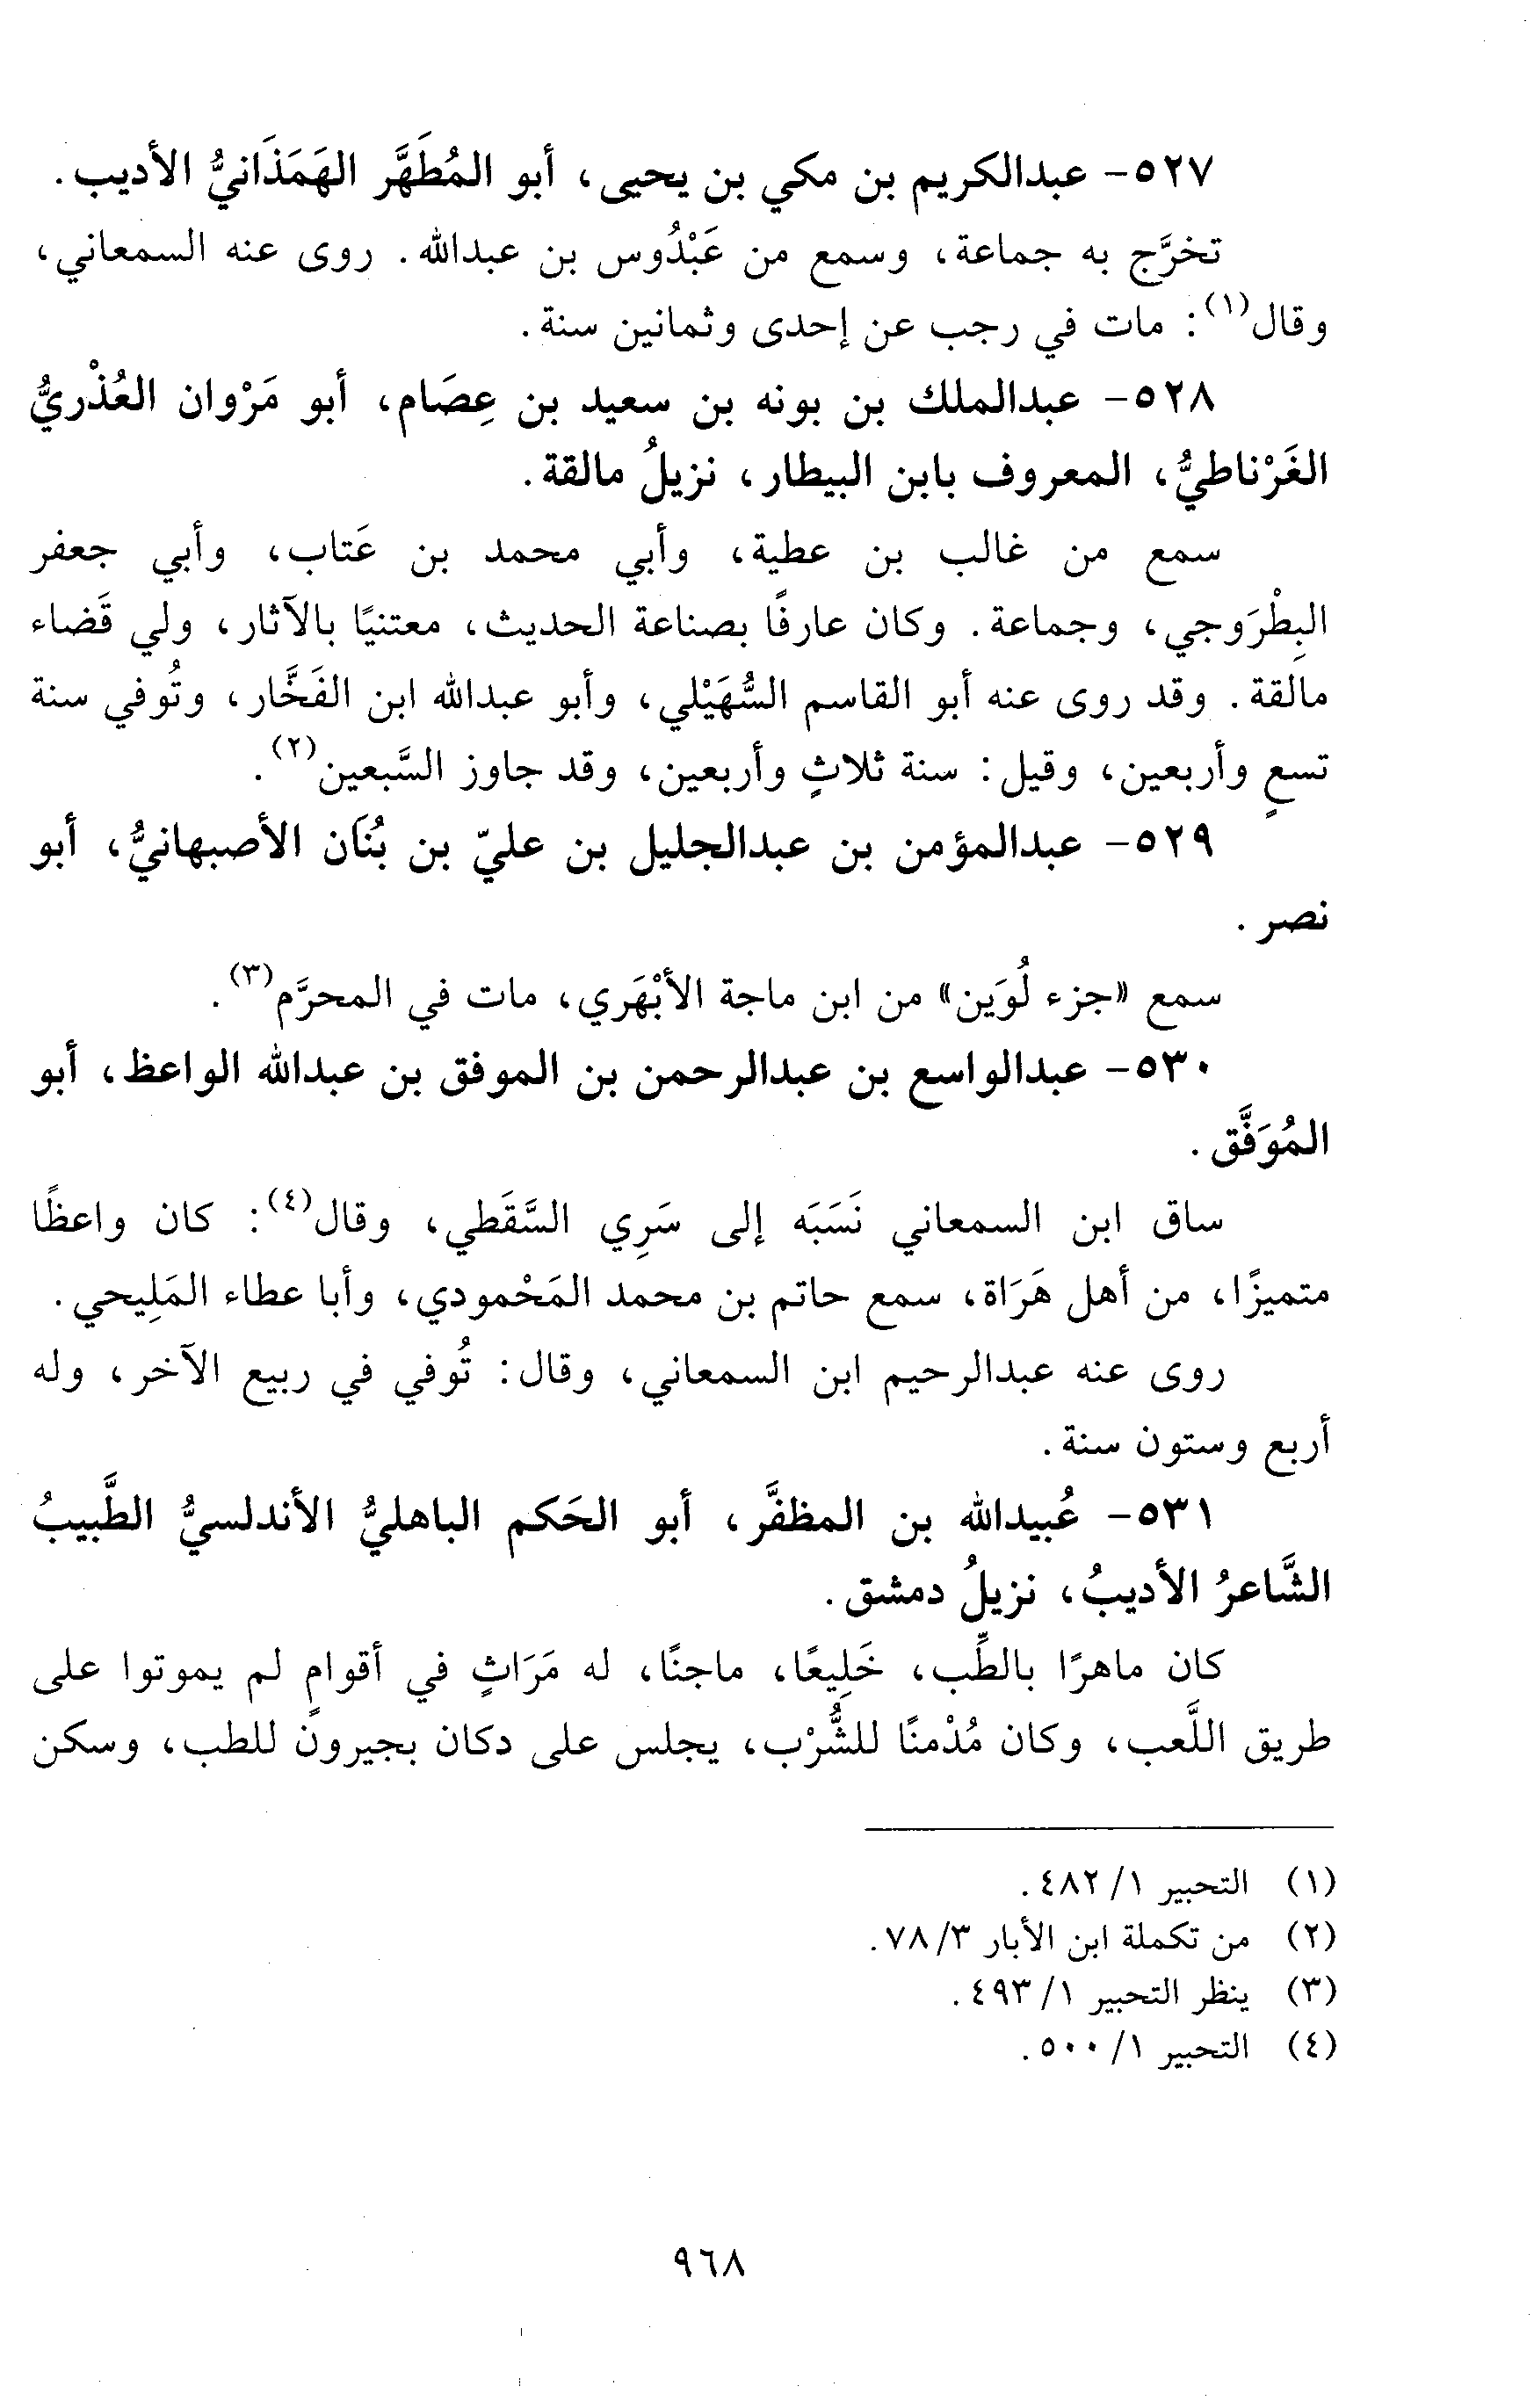 ٥٢٧- عبدالكريم بن مكي بن يحيى، أبو المُطَهَّر الهَمَذَانيُّ الأديب.
تخرَّج به جماعة، وسمع من عَبْدُوس بن عبدالله. روى عنه السمعاني،
وقال(١): مات في رجب عن إحدى وثمانين سنة.
٥٢٨- عبدالملك بن بونه بن سعيد بن عِصَام، أبو مَرْوان العُذْريُّ
الغَرْناطيُّ، المعروف بابن البيطار، نزيلُ مالقة.
سمع من غالب بن عطية، وأبي محمد بن عَتاب، وأبي جعفر
البِطْرَوجي، وجماعة. وكان عارفًا بصناعة الحديث، معتنيًا بالآثار، ولي قَضاء
مالقة. وقد روى عنه أبو القاسم السُّهَيْلي، وأبو عبدالله ابن الفَخَّار، وتُوفي سنة
تسعٍ وأربعين، وقيل: سنة ثلاثٍ وأربعين، وقد جاوز السَّبعين(٢).
٥٢٩- عبدالمؤمن بن عبدالجليل بن عليّ بن بُنَان الأصبهانيُّ، أبو
نصر.
سمع «جزء لُوَين» من ابن ماجة الأبْهَري، مات في المحرَّم(٣).
٥٣٠- عبدالواسع بن عبدالرحمن بن الموفق بن عبدالله الواعظ، أبو
المُوَفَّق.
ساق ابن السمعاني نَسَبَه إلى سَرِي السَّقَطي، وقال(٤): كان واعظًا
متميزًا، من أهل هَرَاة، سمع حاتم بن محمد المَحْمودي، وأبا عطاء المَلِيحي.
روى عنه عبدالرحيم ابن السمعاني، وقال: تُوفي في ربيع الآخر، وله
أربع وستون سنة.
٥٣١- عُبيدالله بن المظفَّر، أبو الحَكم الباهليُّ الأندلسيُّ الطَّبيبُ
الشَّاعرُ الأديبُ، نزيلُ دمشق.
كان ماهرًا بالطِّب، خَلِيعًا، ماجنًا، له مَرَاثٍ في أقوامٍ لم يموتوا على
طريق اللَّعب، وكان مُدْمنًا للشُّرْب، يجلس على دكان بجيرون للطب، وسكن
(١) التحبير ١/ ٤٨٢.
(٢) من تكملة ابن الأبار ٣/ ٧٨.
(٣) ينظر التحبير ١/ ٤٩٣.
(٤) التحبير ١/ ٥٠٠.
٩٦٨